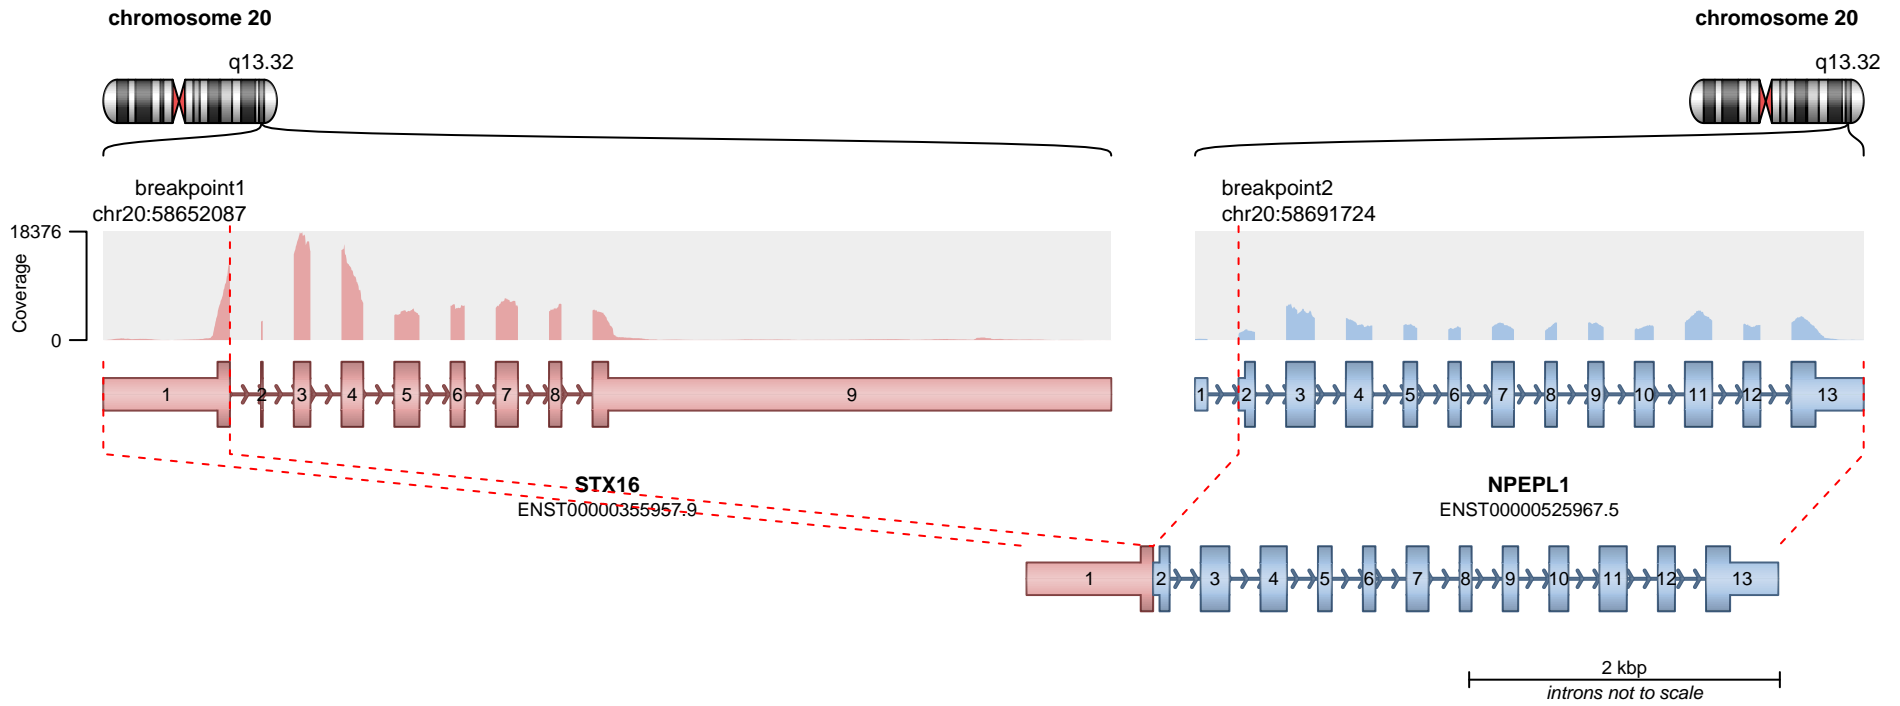 chromosome 20
chromosome 20
q13.32
q13.32
breakpoint1
chr20:58652087
breakpoint2
chr20:58691724
18376
Coverage
0
1 2 3 4 5 6 7 8 9
1 2 3 4 5 6 7 8 9 10 11 12 13
STX16
ENST00000355957.9
NPEPL1
ENST00000525967.5
1 2 3 4 5 6 7 8 9 10 11 12 13
2 kbp
introns not to scale